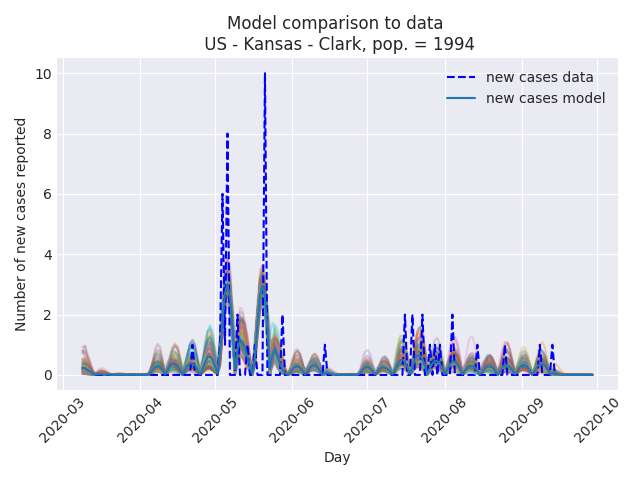 Model comparison to data
US - Kansas - Clark, pop. = 1994
new cases data
new cases model
Number of new cases reported
10
8
6
4
2
0
2020-03
2020-04
2020-05
2020-06
2020-07
2020-08
2020-09
2020-10
Day